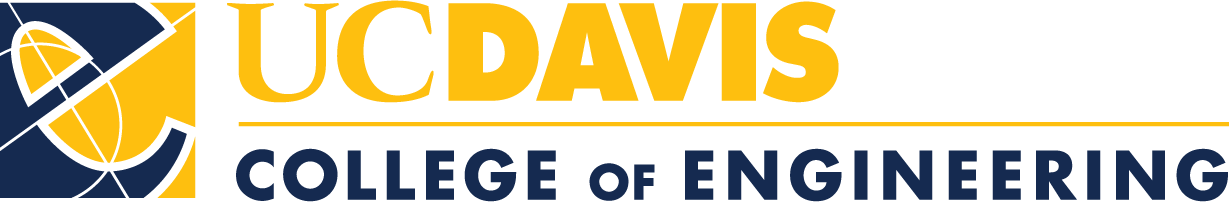 UCDAVIS
COLLEGE OF ENGINEERING